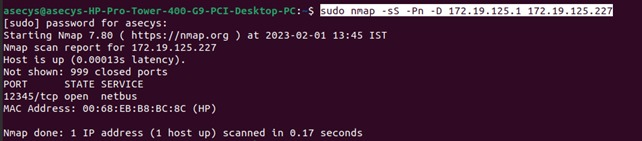 asecys@asecys-HP-Pro-Tower-400-G9-PCI-Desktop-PC:~$ sudo nmap -sS -Pn -D 172.19.125.1 172.19.125.227
[sudo] password for asecys:
Starting Nmap 7.80 ( https://nmap.org ) at 2023-02-01 13:45 IST
Nmap scan report for 172.19.125.227
Host is up (0.00013s latency).
Not shown: 999 closed ports
PORT      STATE SERVICE
12345/tcp open  netbus
MAC Address: 00:68:EB:B8:BC:8C (HP)

Nmap done: 1 IP address (1 host up) scanned in 0.17 seconds